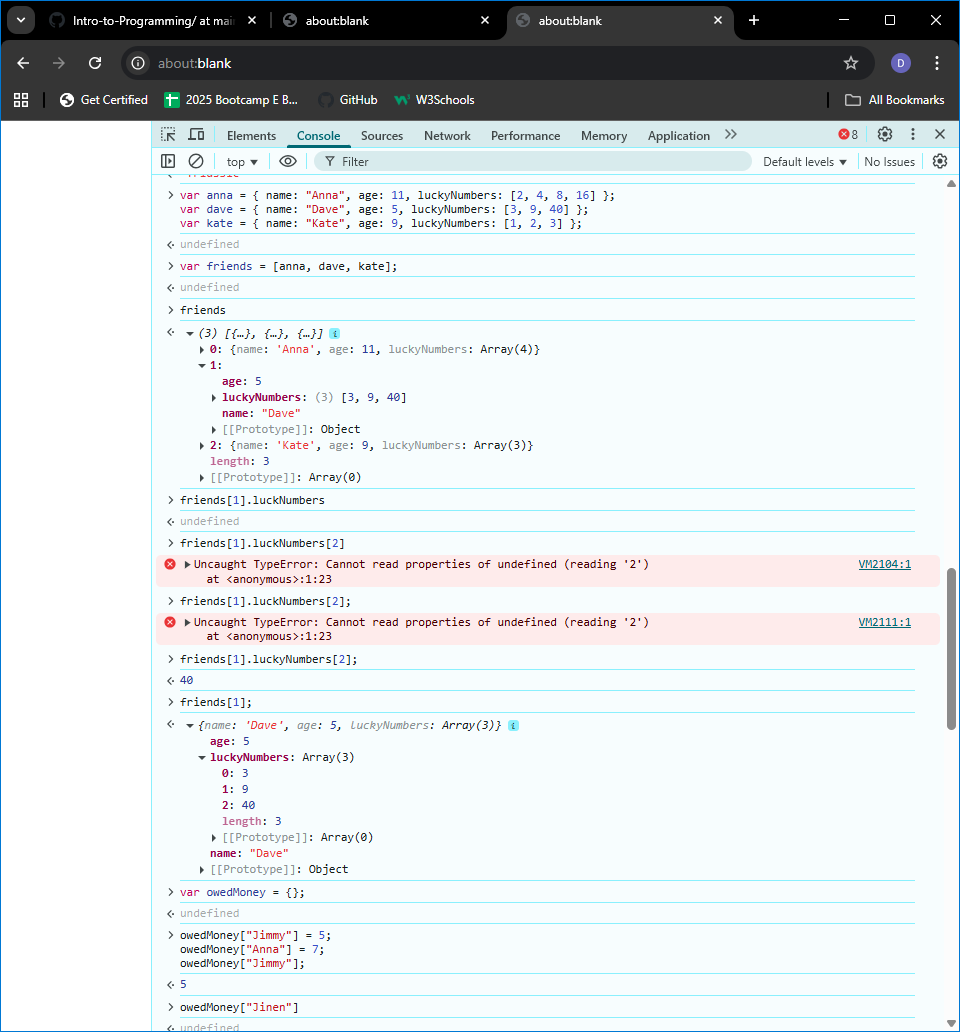 Intro-to-Programming/ at mai
about:blank
about:blank
about:blank
D
Get Certified
2025 Bootcamp E B...
GitHub
W3Schools
All Bookmarks
Elements
Console
Sources
Network
Performance
Memory
Application
8
top
Filter
Default levels
No Issues
var anna = { name: "Anna", age: 11, luckyNumbers: [2, 4, 8, 16] };
var dave = { name: "Dave", age: 5, luckyNumbers: [3, 9, 40] };
var kate = { name: "Kate", age: 9, luckyNumbers: [1, 2, 3] };
undefined
var friends = [anna, dave, kate];
undefined
friends
(3) [{…}, {…}, {…}]
0: {name: 'Anna', age: 11, luckyNumbers: Array(4)}
1:
age: 5
luckyNumbers: (3) [3, 9, 40]
name: "Dave"
[[Prototype]]: Object
2: {name: 'Kate', age: 9, luckyNumbers: Array(3)}
length: 3
[[Prototype]]: Array(0)
friends[1].luckNumbers
undefined
friends[1].luckNumbers[2]
Uncaught TypeError: Cannot read properties of undefined (reading '2') VM2104:1
at <anonymous>:1:23
friends[1].luckNumbers[2];
Uncaught TypeError: Cannot read properties of undefined (reading '2') VM2111:1
at <anonymous>:1:23
friends[1].luckyNumbers[2];
40
friends[1];
{name: 'Dave', age: 5, luckyNumbers: Array(3)}
age: 5
luckyNumbers: Array(3)
0: 3
1: 9
2: 40
length: 3
[[Prototype]]: Array(0)
name: "Dave"
[[Prototype]]: Object
var owedMoney = {};
undefined
owedMoney["Jimmy"] = 5;
owedMoney["Anna"] = 7;
owedMoney["Jimmy"];
5
owedMoney["Jinen"]
undefined